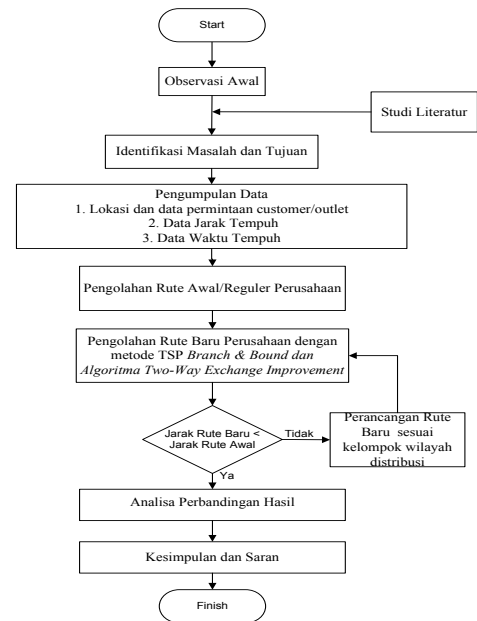 Start
Observasi Awal
Studi Literatur
Identifikasi Masalah dan Tujuan
Pengumpulan Data
1. Lokasi dan data permintaan customer/outlet
2. Data Jarak Tempuh
3. Data Waktu Tempuh
Pengolahan Rute Awal/Reguler Perusahaan
Pengolahan Rute Baru Perusahaan dengan
metode TSP Branch & Bound dan
Algoritma Two-Way Exchange Improvement
Jarak Rute Baru <
Jarak Rute Awal
Tidak
Perancangan Rute
Baru sesuai
kelompok wilayah
distribusi
Ya
Analisa Perbandingan Hasil
Kesimpulan dan Saran
Finish